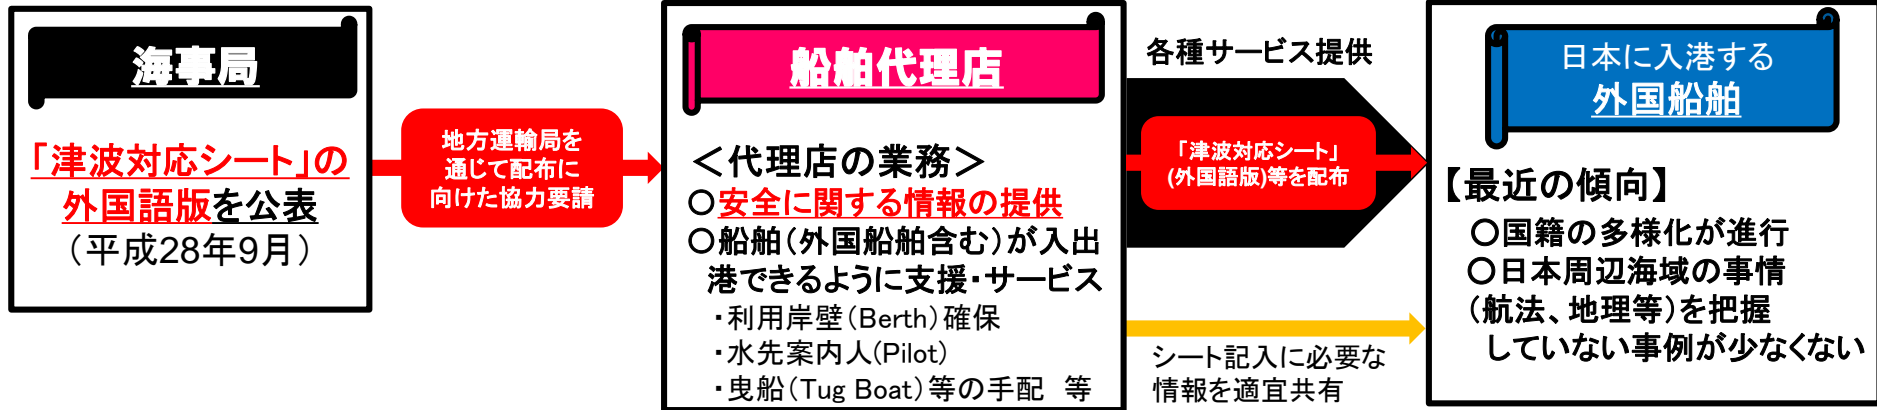 海事局
「津波対応シート」の
外国語版を公表
（平成28年9月）
地方運輸局を
通じて配布に
向けた協力要請
船舶代理店
＜代理店の業務＞
○安全に関する情報の提供
○船舶（外国船舶含む）が入出
港できるように支援・サービス
・利用岸壁（Berth）確保
・水先案内人(Pilot)
・曳船（Tug Boat）等の手配　等
各種サービス提供
「津波対応シート」
(外国語版)等を配布
シート記入に必要な
情報を適宜共有
日本に入港する
外国船舶
【最近の傾向】
○国籍の多様化が進行
○日本周辺海域の事情
（航法、地理等）を把握
していない事例が少なくない